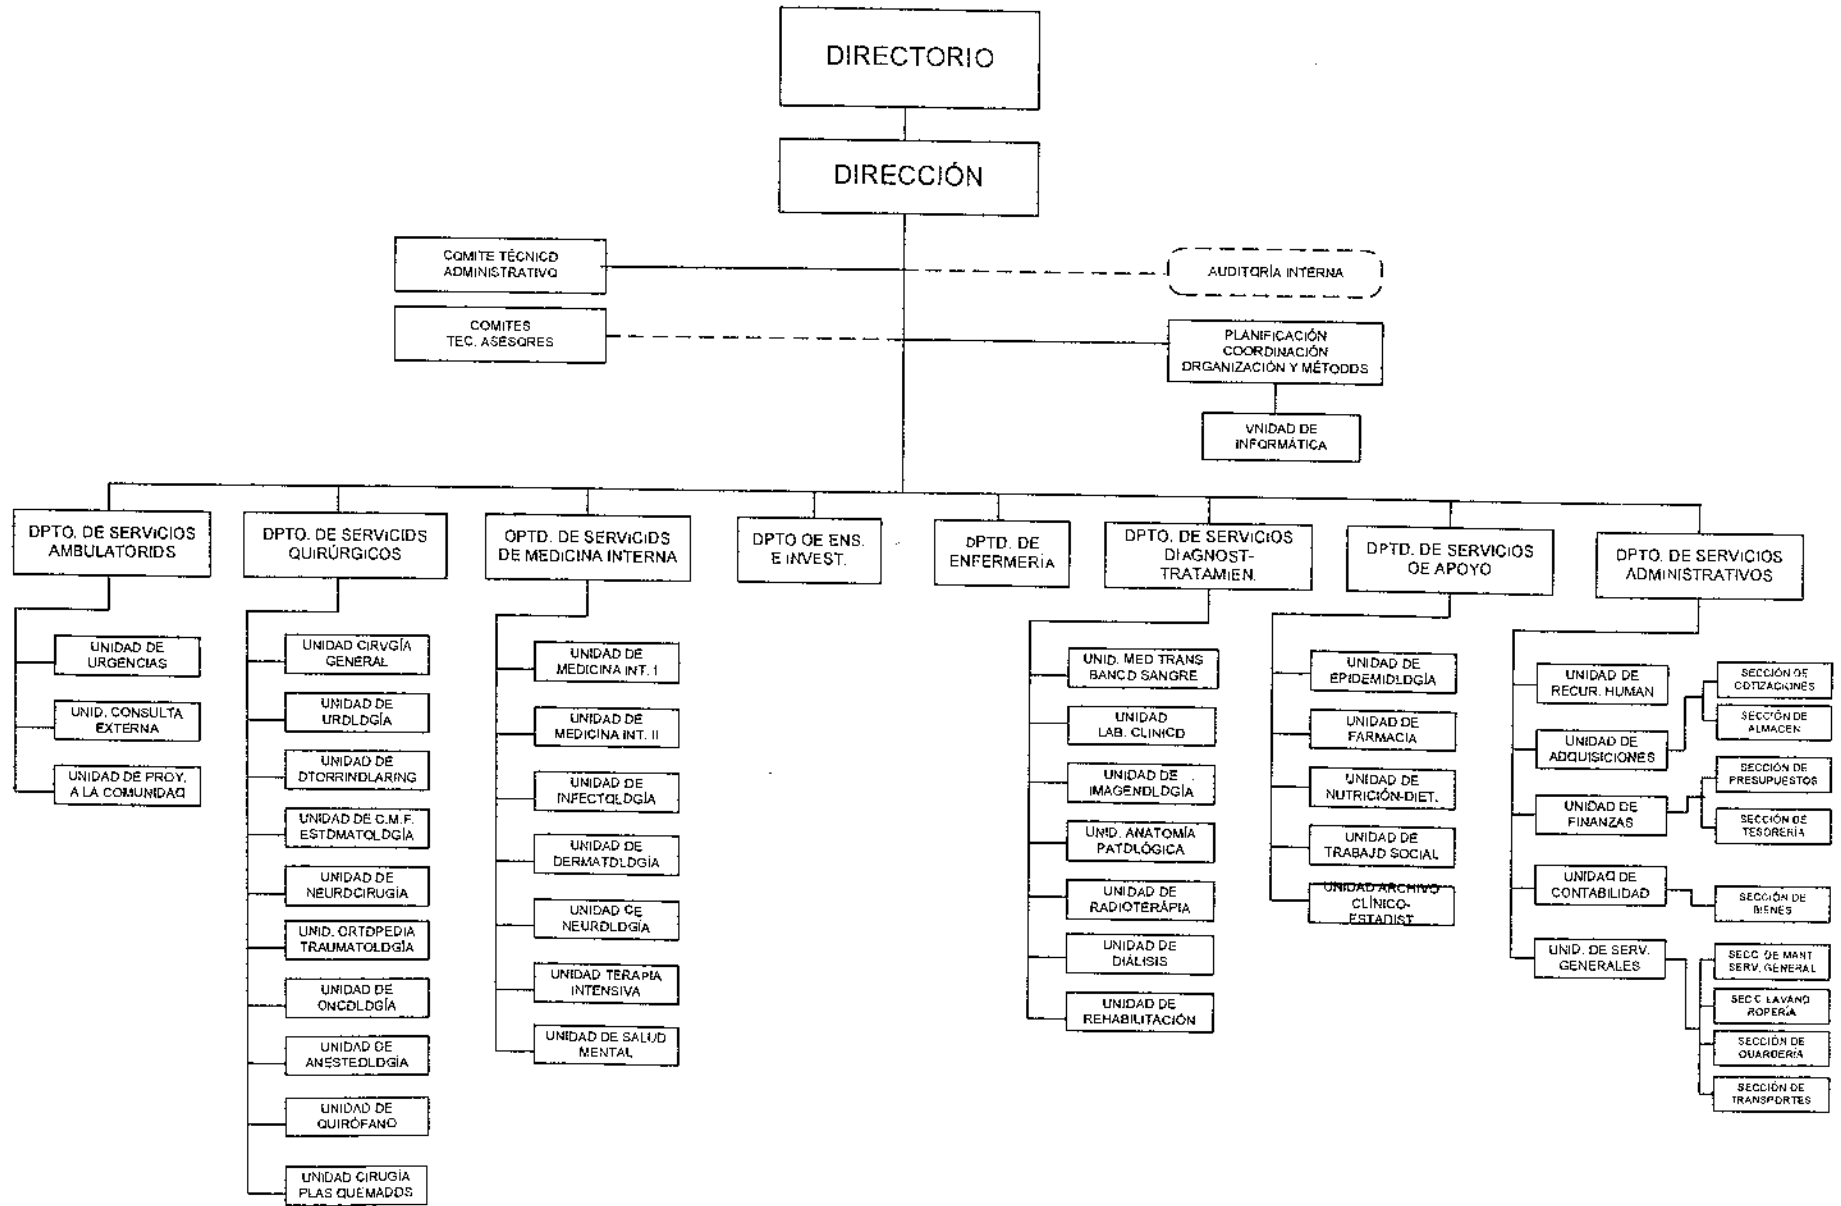 DIRECTORIO
DIRECCIÓN
COMITE TÉCNICO
ADMINISTRATIVO
AUDITORÍA INTERNA
COMITES
TEC. ASESORES
PLANIFICACIÓN
COORDINACIÓN
ORGANIZACIÓN Y MÉTODOS
UNIDAD DE
INFORMÁTICA
DPTO. DE SERVICIOS
AMBULATORIOS
DPTO. DE SERVICIOS
QUIRÚRGICOS
DPTO. DE SERVICIOS
DE MEDICINA INTERNA
DPTO DE ENS.
E INVEST.
DPTO. DE
ENFERMERÍA
DPTO. DE SERVICIOS
DIAGNOST-
TRATAMIEN.
DPTO. DE SERVICIOS
DE APOYO
DPTO. DE SERVICIOS
ADMINISTRATIVOS
UNIDAD DE
URGENCIAS
UNID. CONSULTA
EXTERNA
UNIDAD DE PROY.
A LA COMUNIDAD
UNIDAD CIRUGÍA
GENERAL
UNIDAD DE
UROLOGÍA
UNIDAD DE
OTORRINOLARING
UNIDAD DE C.M.F.
ESTOMATOLOGÍA
UNIDAD DE
NEUROCIRUGÍA
UNID. ORTOPEDIA
TRAUMATOLOGÍA
UNIDAD DE
ONCOLOGÍA
UNIDAD DE
ANESTEOLOGÍA
UNIDAD DE
QUIRÓFANO
UNIDAD CIRUGÍA
PLAS QUEMADOS
UNIDAD DE
MEDICINA INT. I
UNIDAD DE
MEDICINA INT. II
UNIDAD DE
INFECTOLOGÍA
UNIDAD DE
DERMATOLOGÍA
UNIDAD DE
NEUROLOGÍA
UNIDAD TERAPIA
INTENSIVA
UNIDAD DE SALUD
MENTAL
UNID. MED TRANS
BANCO SANGRE
UNIDAD
LAB. CLINICO
UNIDAD DE
IMAGENOLOGÍA
UNID. ANATOMÍA
PATOLÓGICA
UNIDAD DE
RADIOTERÁPIA
UNIDAD DE
DIÁLISIS
UNIDAD DE
REHABILITACIÓN
UNIDAD DE
EPIDEMIOLOGÍA
UNIDAD DE
FARMACIA
UNIDAD DE
NUTRICIÓN-DIET.
UNIDAD DE
TRABAJO SOCIAL
UNIDAD ARCHIVO
CLÍNICO-
ESTADIST
UNIDAD DE
RECUR. HUMAN
UNIDAD DE
ADQUISICIONES
UNIDAD DE
FINANZAS
UNIDAD DE
CONTABILIDAD
UNID. DE SERV.
GENERALES
SECCIÓN DE
COTIZACIONES
SECCIÓN DE
ALMACEN
SECCIÓN DE
PRESUPUESTOS
SECCIÓN DE
TESORERÍA
SECCIÓN DE
BIENES
SECC. DE MANT
SERV. GENERAL
SECC LAVAND
ROPERÍA
SECCIÓN DE
GUARDERÍA
SECCIÓN DE
TRANSPORTES